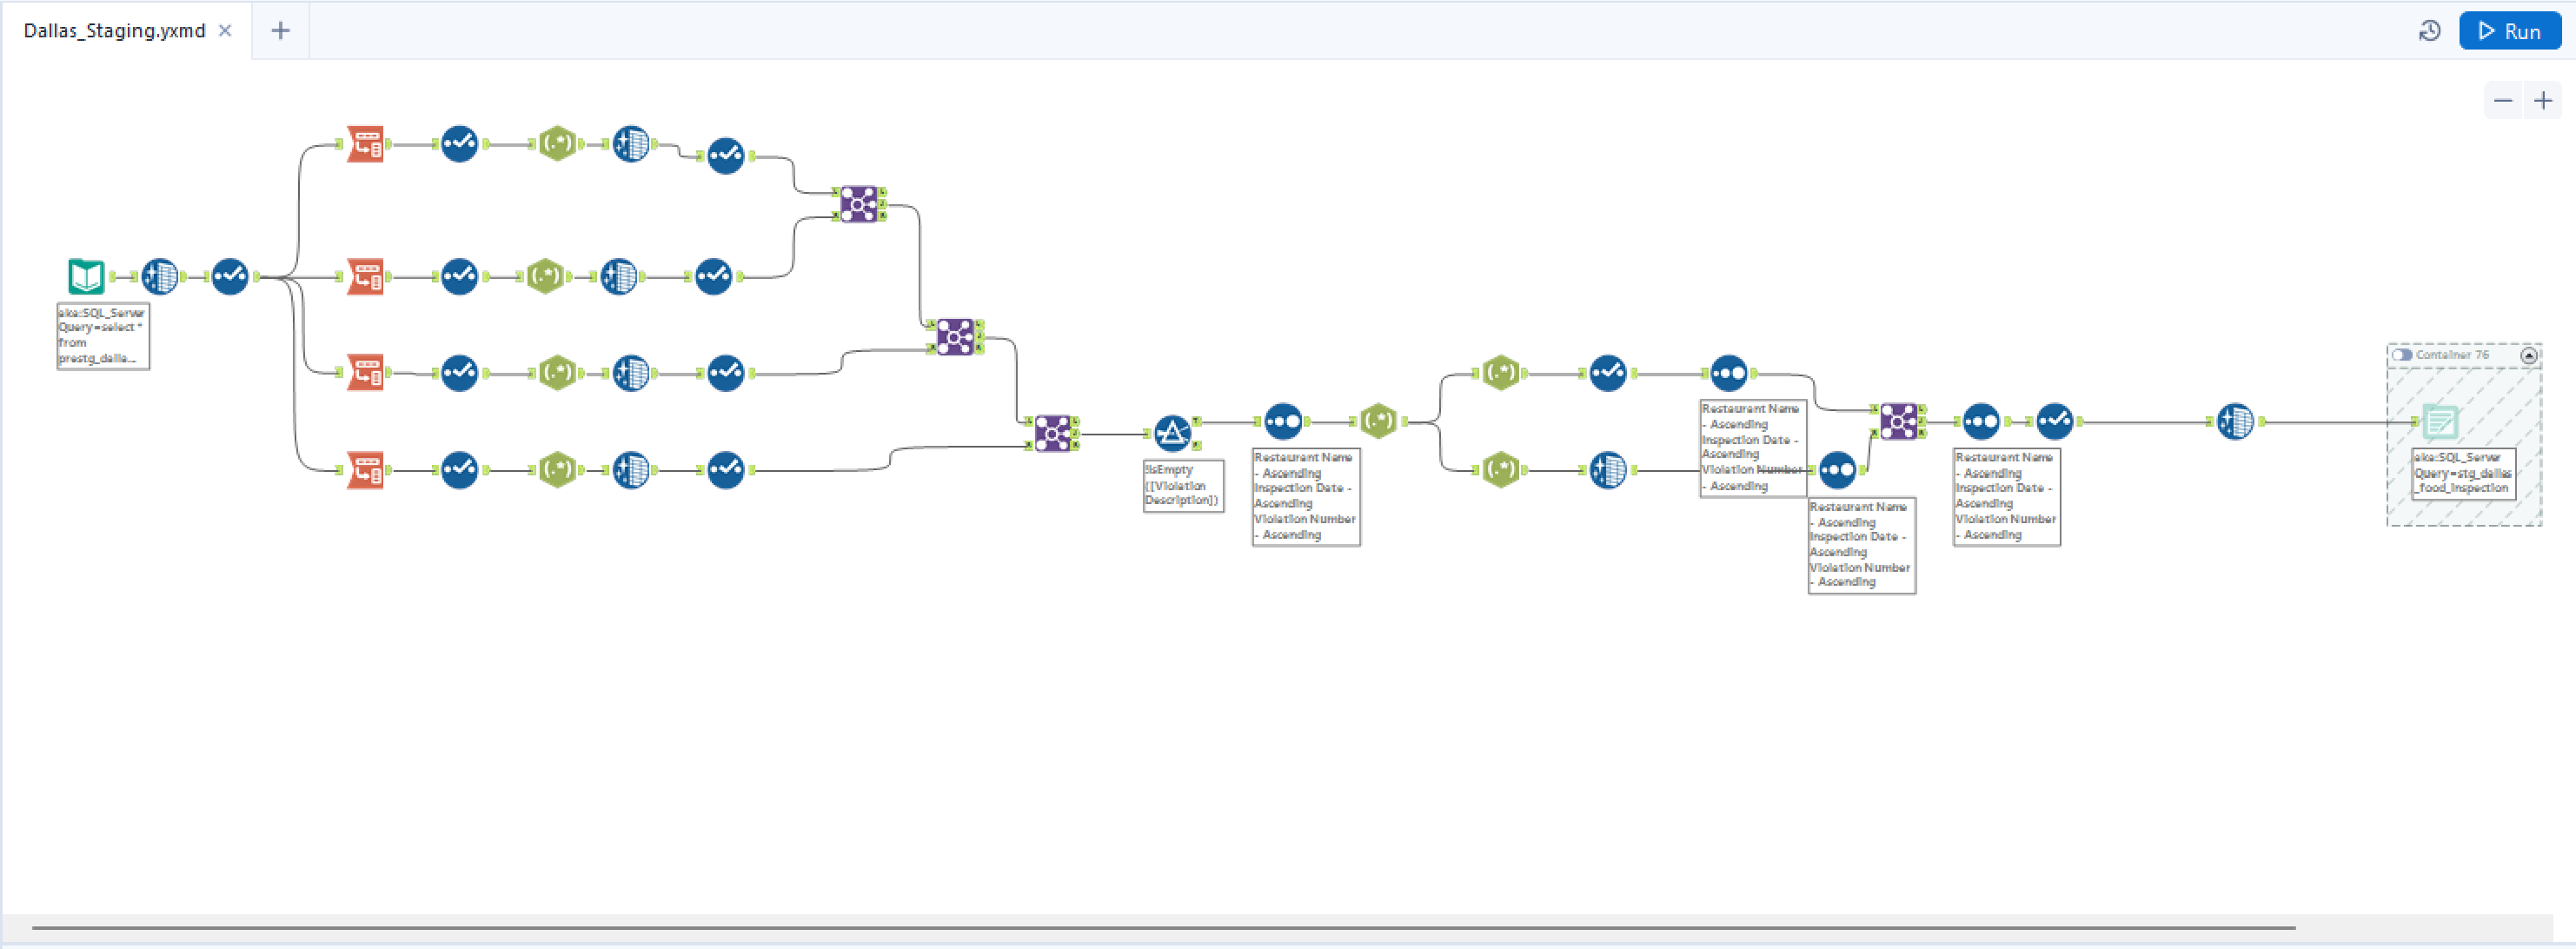 Dallas_Staging.yxmd
Run
aka:SQL_Server
Query=select *
from
prestg_dalla...
!IsEmpty
([Violation
Description])
Restaurant Name
- Ascending
Inspection Date -
Ascending
Violation Number
- Ascending
Restaurant Name
- Ascending
Inspection Date -
Ascending
Violation Number
- Ascending
Restaurant Name
- Ascending
Inspection Date -
Ascending
Violation Number
- Ascending
Restaurant Name
- Ascending
Inspection Date -
Ascending
Violation Number
- Ascending
Container 76
aka:SQL_Server
Query=stg_dallas
_food_inspection